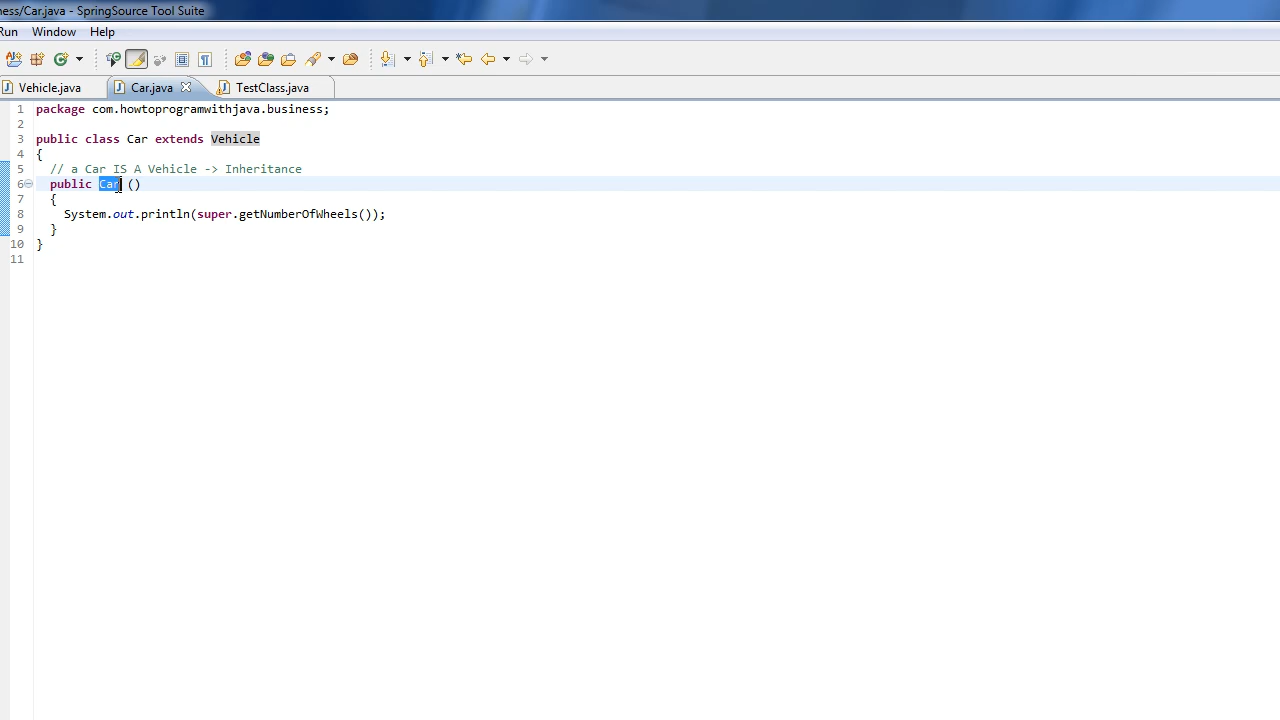 ness/Car.java - SpringSource Tool Suite
Run Window Help
Vehicle.java Car.java TestClass.java
1 package com.howtoprogramwithjava.business;
2
3 public class Car extends Vehicle
4 {
5 // a Car IS A Vehicle -> Inheritance
6 public Car ()
7 {
8 System.out.println(super.getNumberOfWheels());
9 }
10 }
11